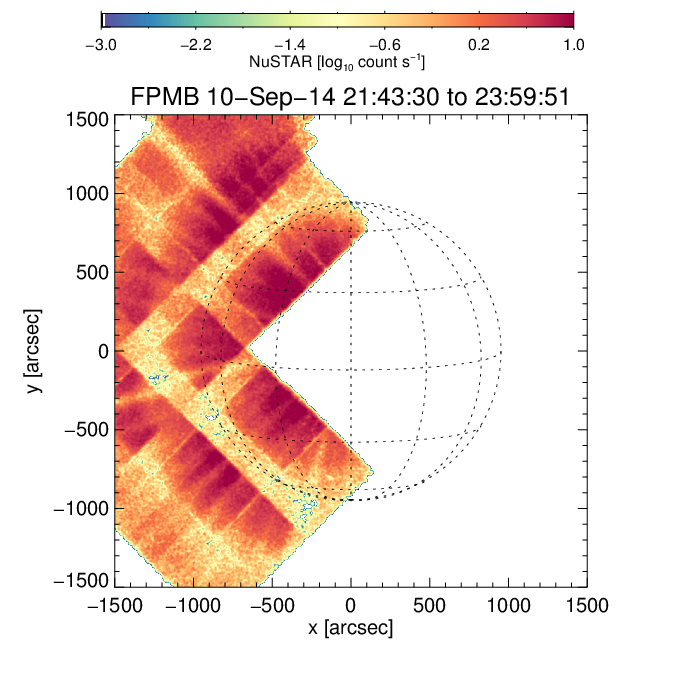 −3.0 −2.2 −1.4 −0.6 0.2 1.0
NuSTAR [log₁₀ count s⁻¹]
FPMB 10−Sep−14 21:43:30 to 23:59:51
1500
1000
500
0
−500
−1000
−1500
y [arcsec]
−1500 −1000 −500 0 500 1000 1500
x [arcsec]